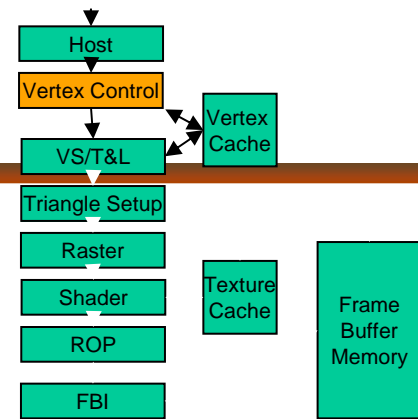 Host
Vertex Control
Vertex
Cache
VS/T&L
Triangle Setup
Raster
Shader
Texture
Cache
Frame
Buffer
Memory
ROP
FBI